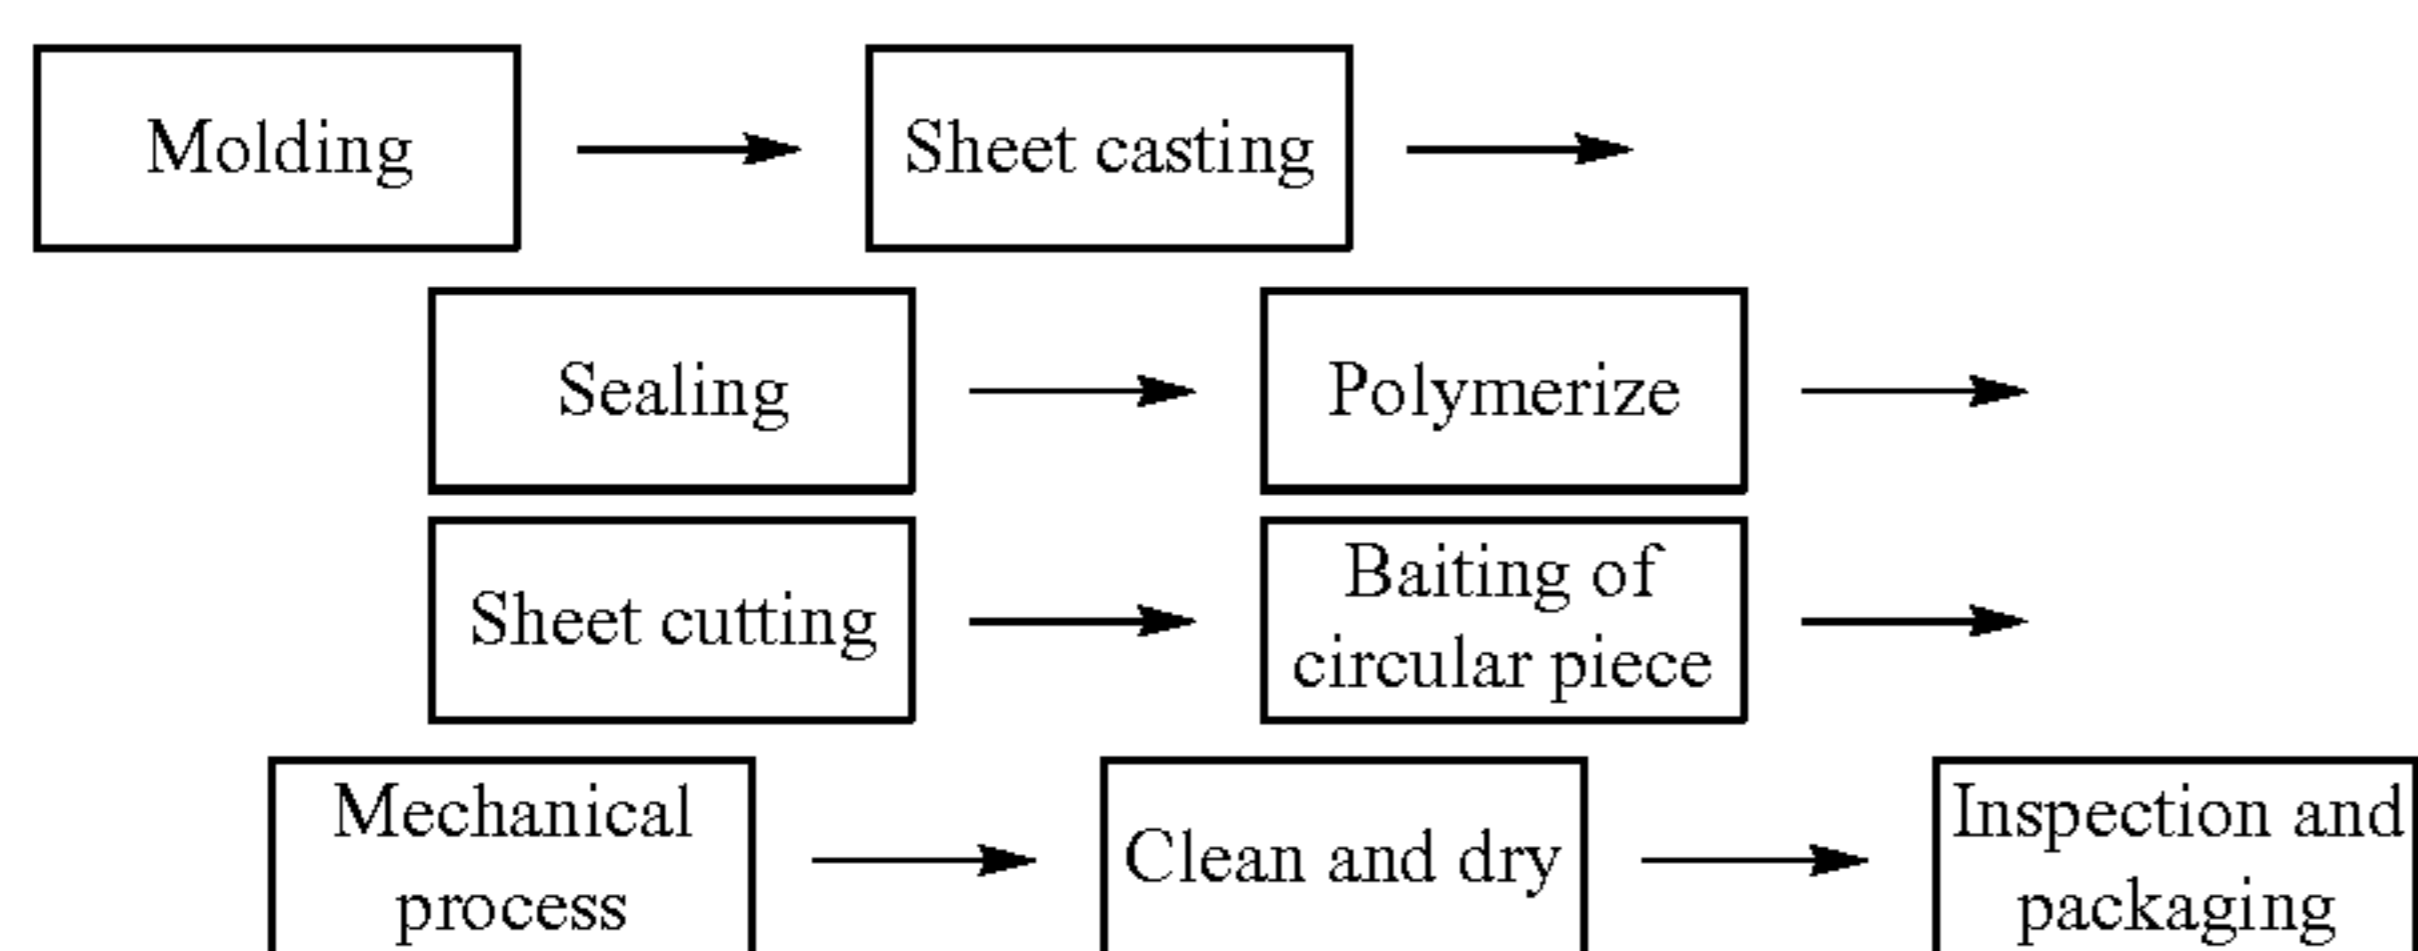 Molding
Sheet casting
Sealing
Polymerize
Sheet cutting
Baiting of
circular piece
Mechanical
process
Clean and dry
Inspection and
packaging